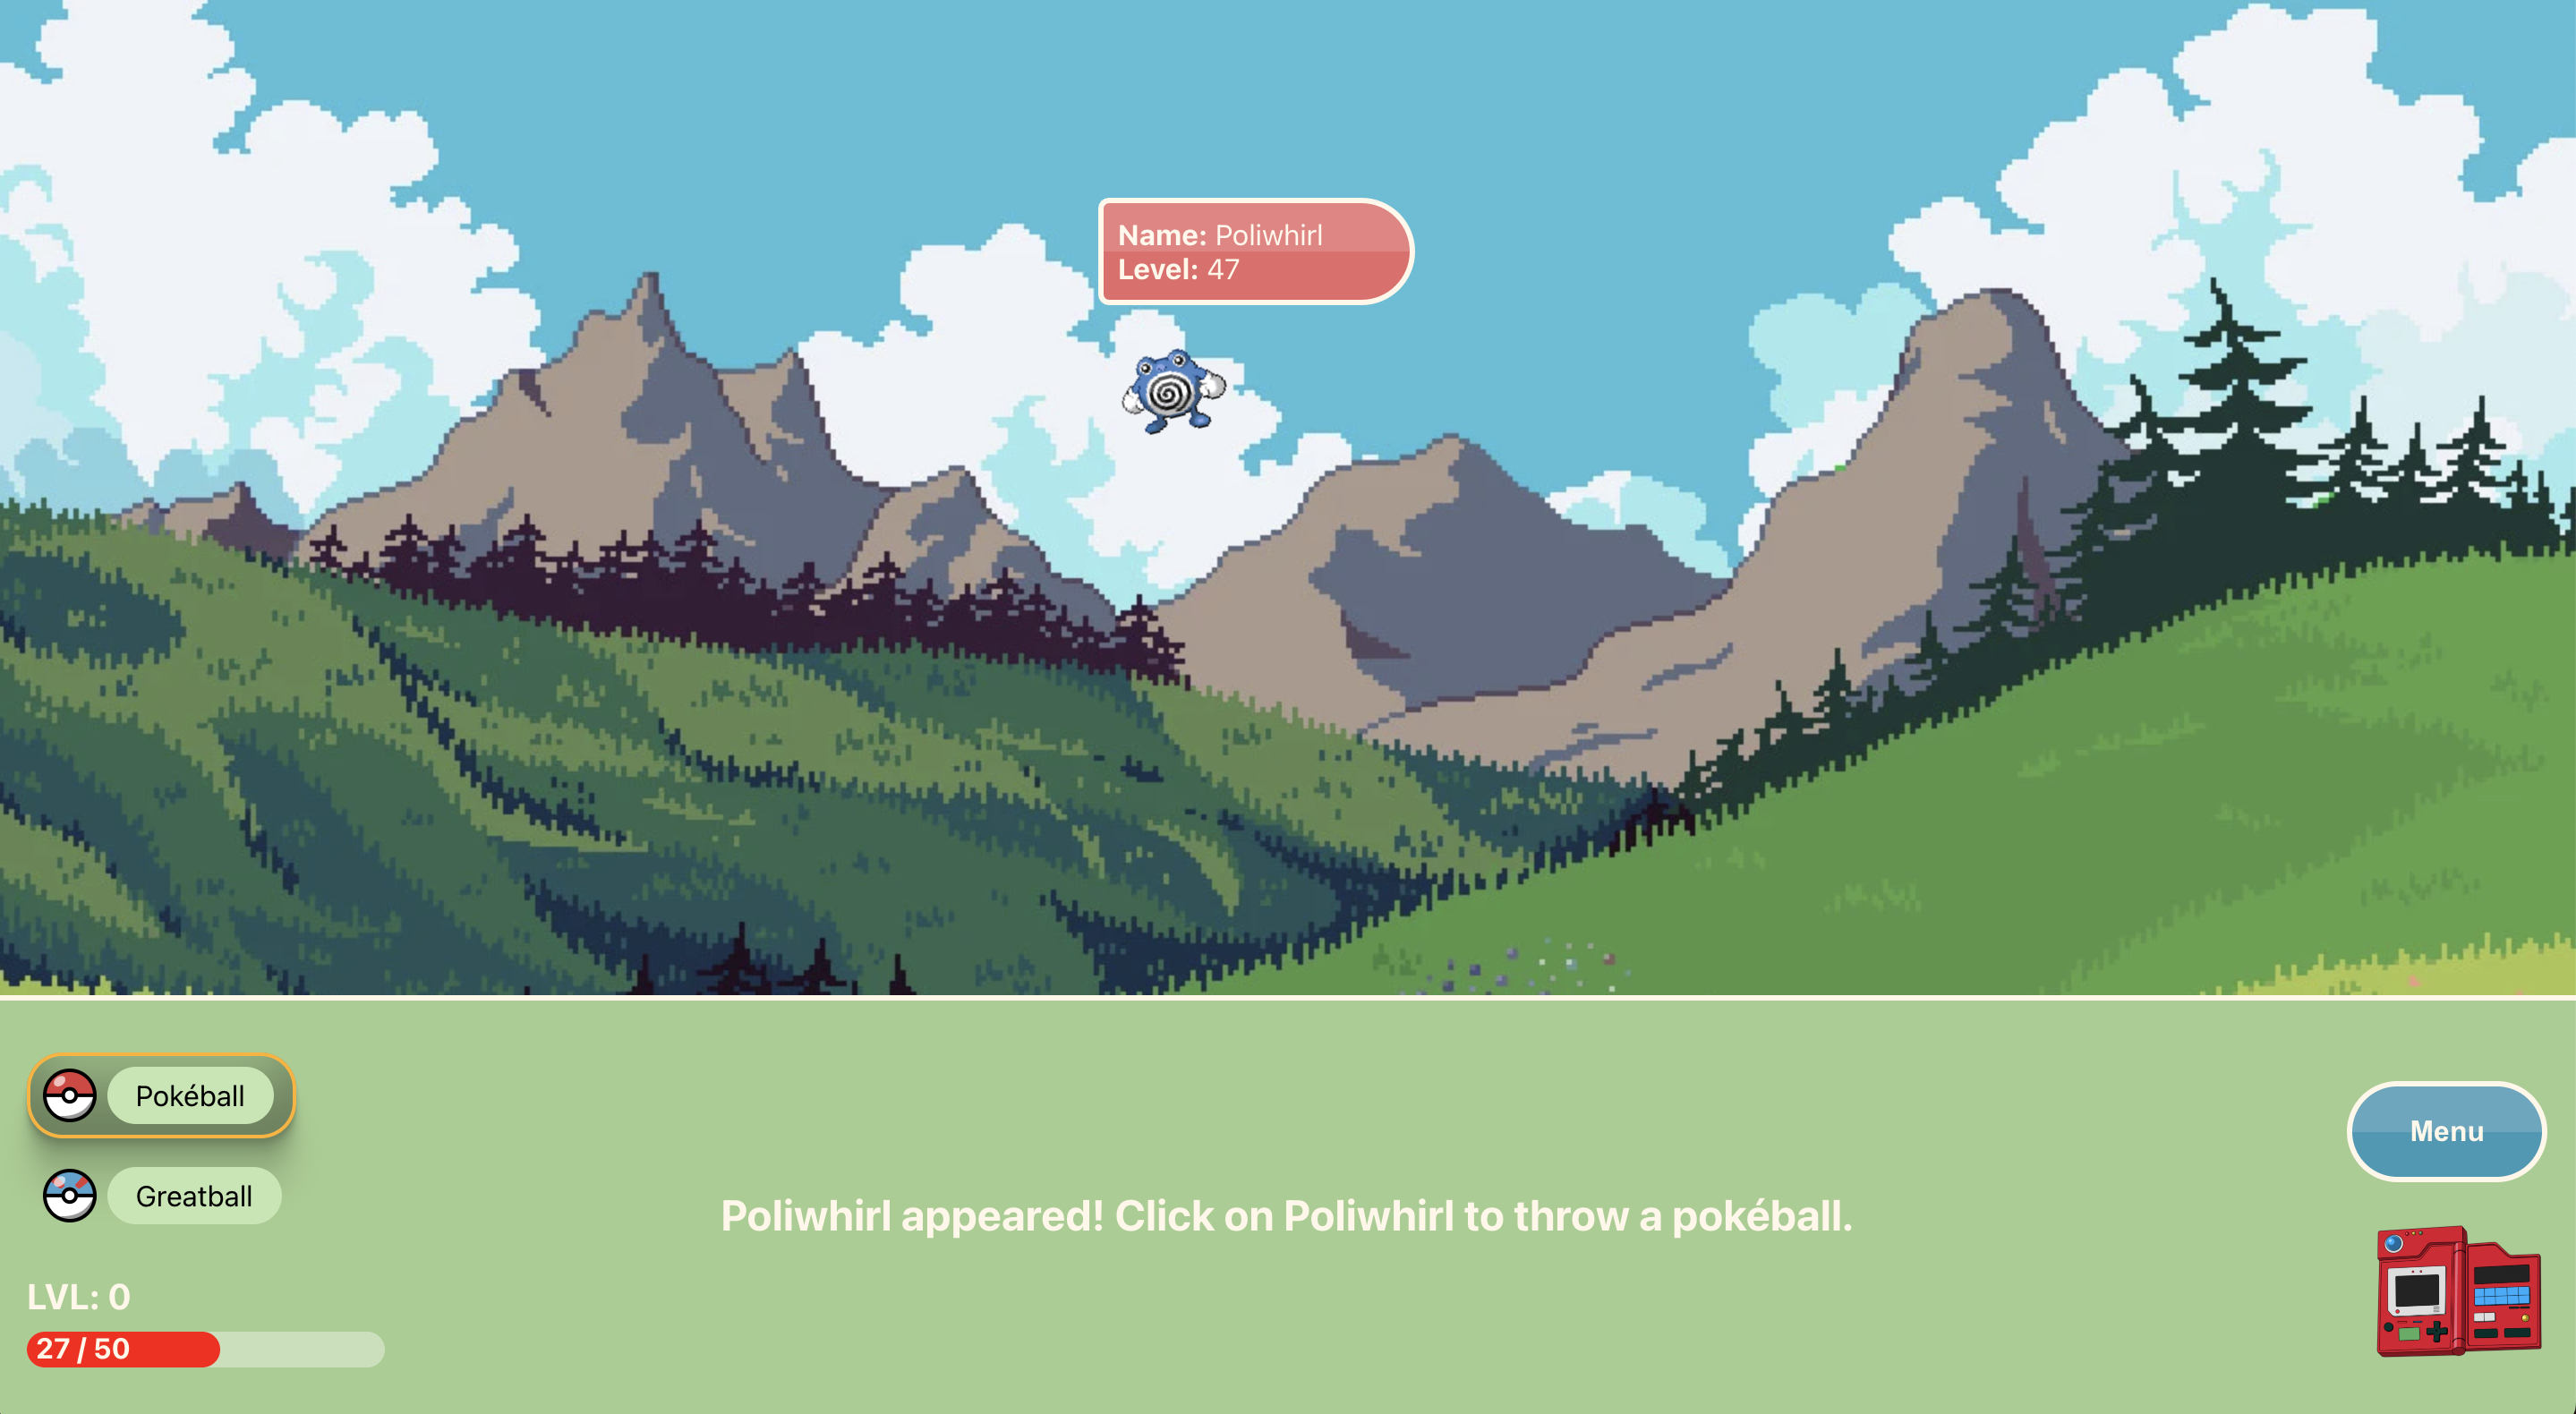 Name: Poliwhirl
Level: 47
Pokéball
Greatball
Poliwhirl appeared! Click on Poliwhirl to throw a pokéball.
LVL: 0
27 / 50
Menu